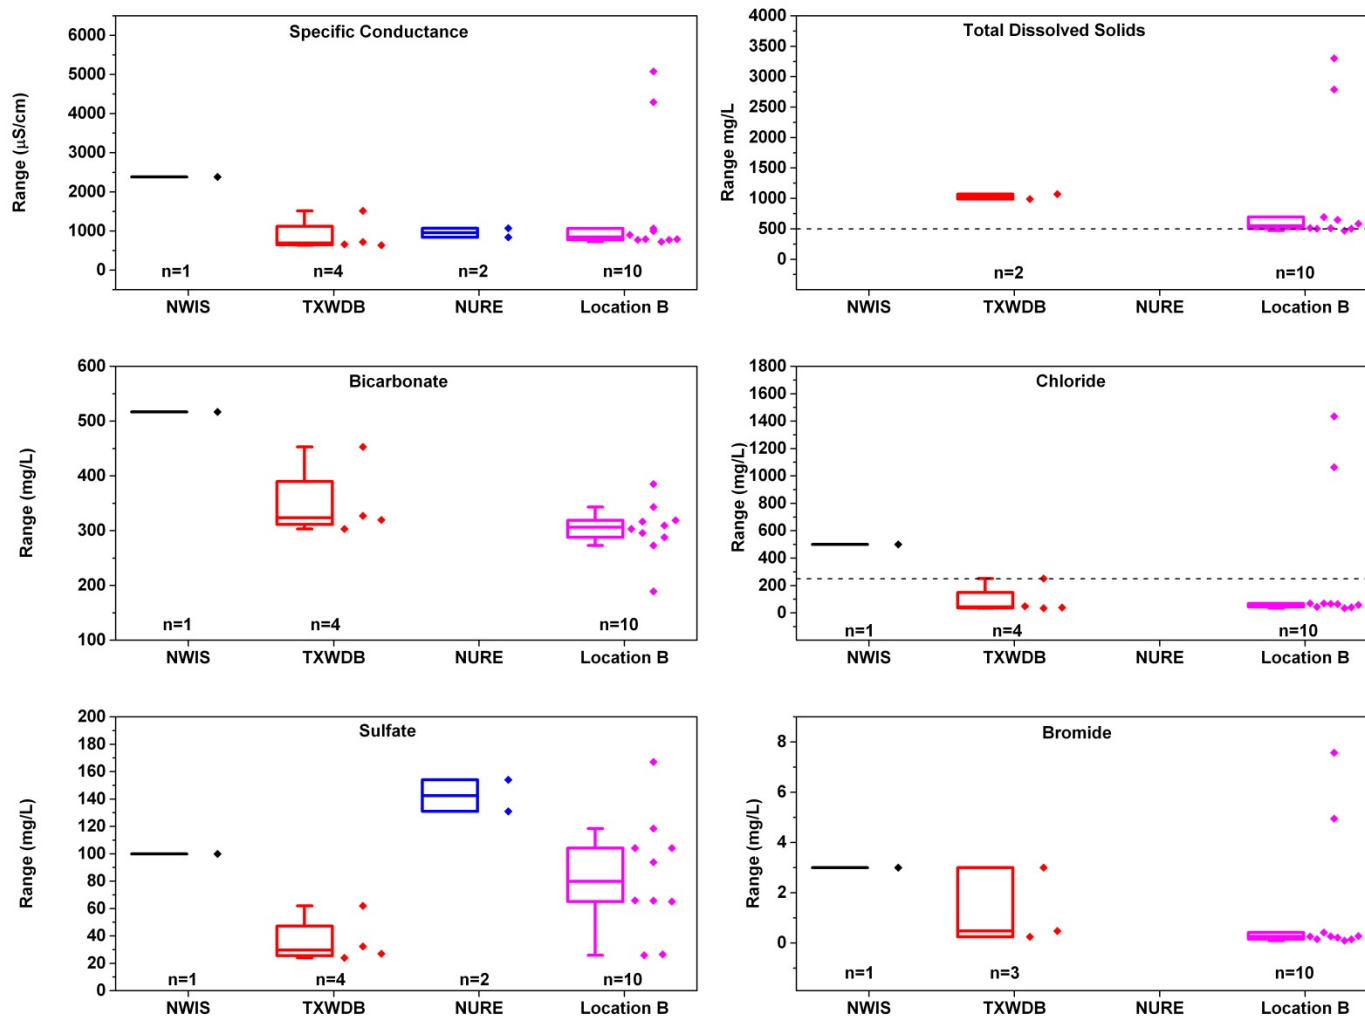 Specific Conductance
Range (µS/cm)
6000
5000
4000
3000
2000
1000
0
n=1 n=4 n=2 n=10
NWIS TXWDB NURE Location B
Total Dissolved Solids
Range mg/L
4000
3500
3000
2500
2000
1500
1000
500
0
n=2 n=10
NWIS TXWDB NURE Location B
Bicarbonate
Range (mg/L)
600
500
400
300
200
100
n=1 n=4 n=10
NWIS TXWDB NURE Location B
Chloride
Range (mg/L)
1800
1600
1400
1200
1000
800
600
400
200
0
n=1 n=4 n=10
NWIS TXWDB NURE Location B
Sulfate
Range (mg/L)
200
180
160
140
120
100
80
60
40
20
0
n=1 n=4 n=2 n=10
NWIS TXWDB NURE Location B
Bromide
Range (mg/L)
8
6
4
2
0
n=1 n=3 n=10
NWIS TXWDB NURE Location B